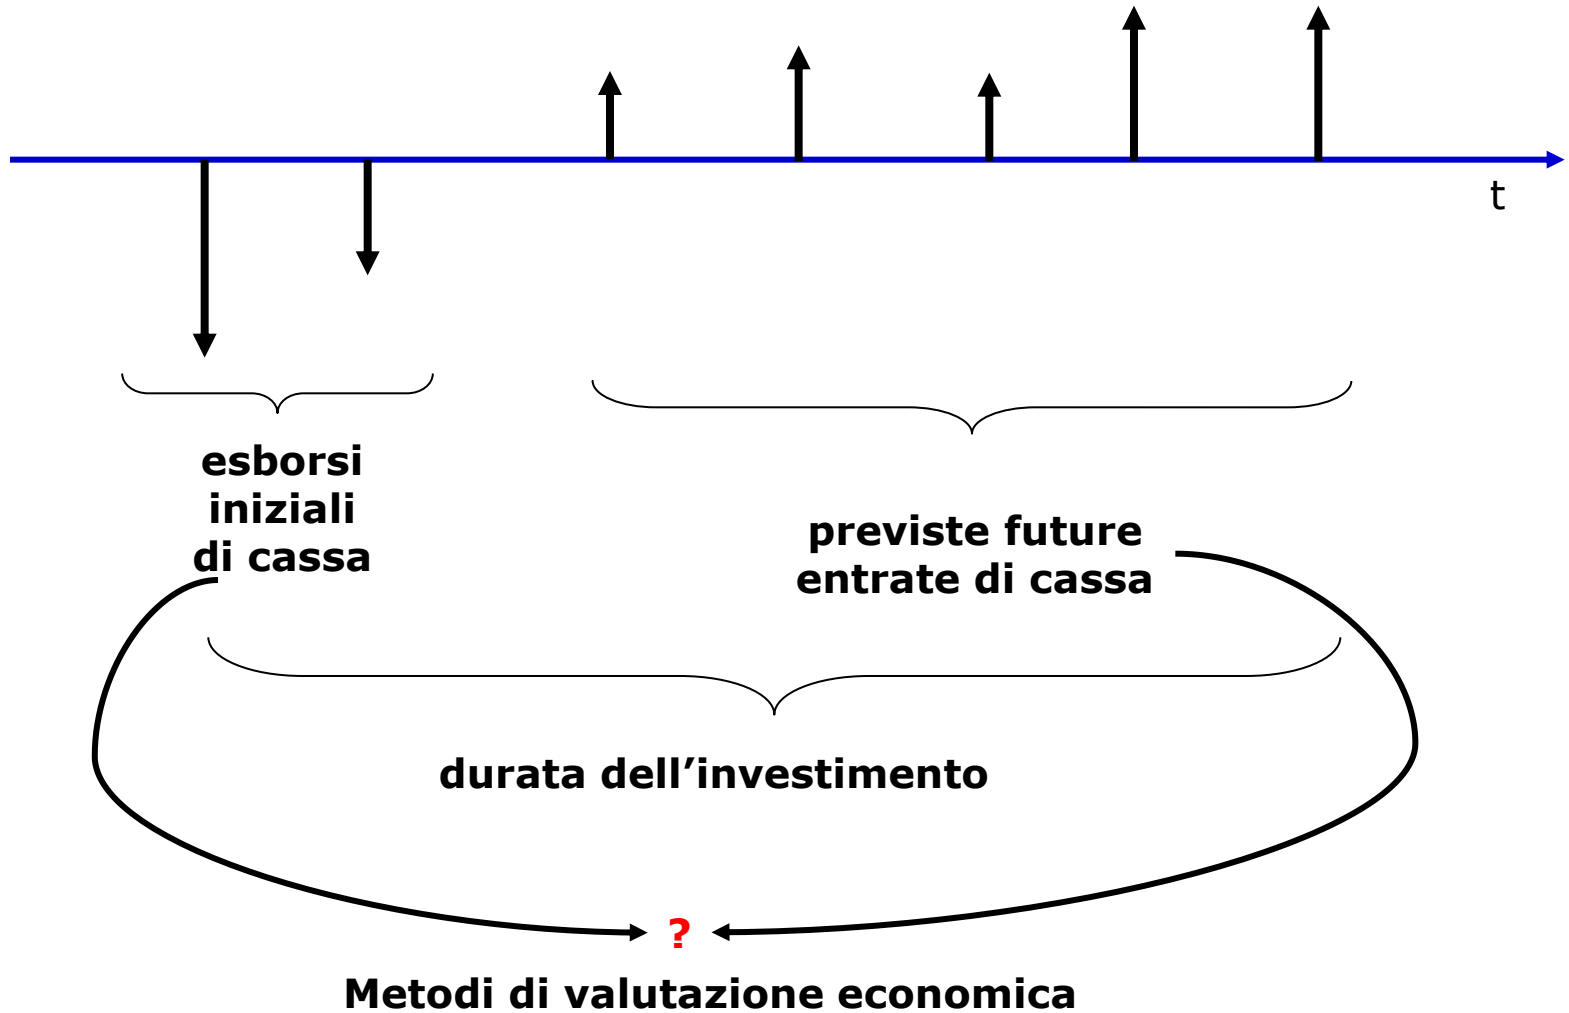 t
esborsi
iniziali
di cassa
previste future
entrate di cassa
durata dell’investimento
?
Metodi di valutazione economica